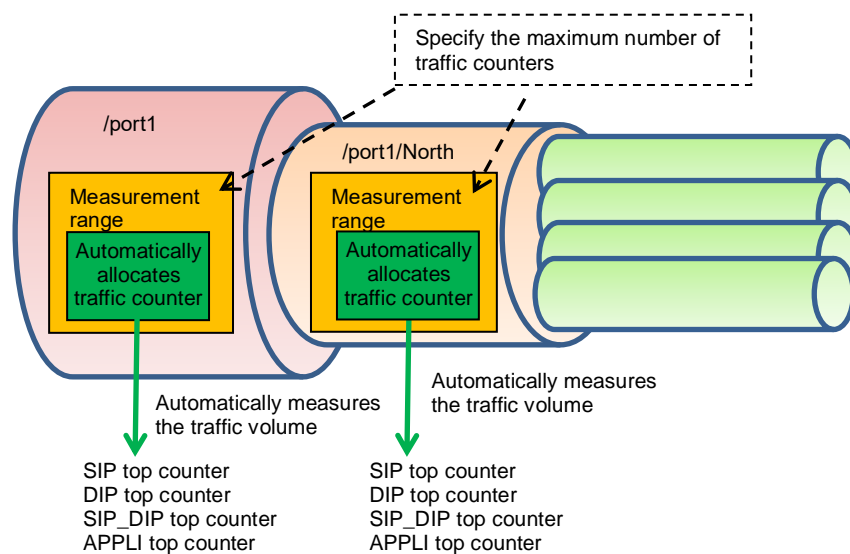 Specify the maximum number of
traffic counters
/port1
/port1/North
Measurement
range
Automatically
allocates
traffic counter
Measurement
range
Automatically
allocates
traffic counter
Automatically measures
the traffic volume
Automatically measures
the traffic volume
SIP top counter
DIP top counter
SIP_DIP top counter
APPLI top counter
SIP top counter
DIP top counter
SIP_DIP top counter
APPLI top counter